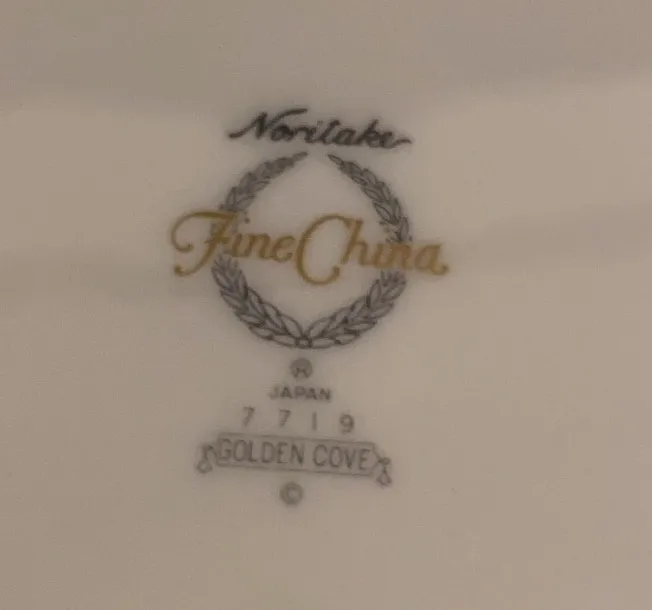 Noritake
Fine China
®
JAPAN
7719
GOLDEN COVE
©